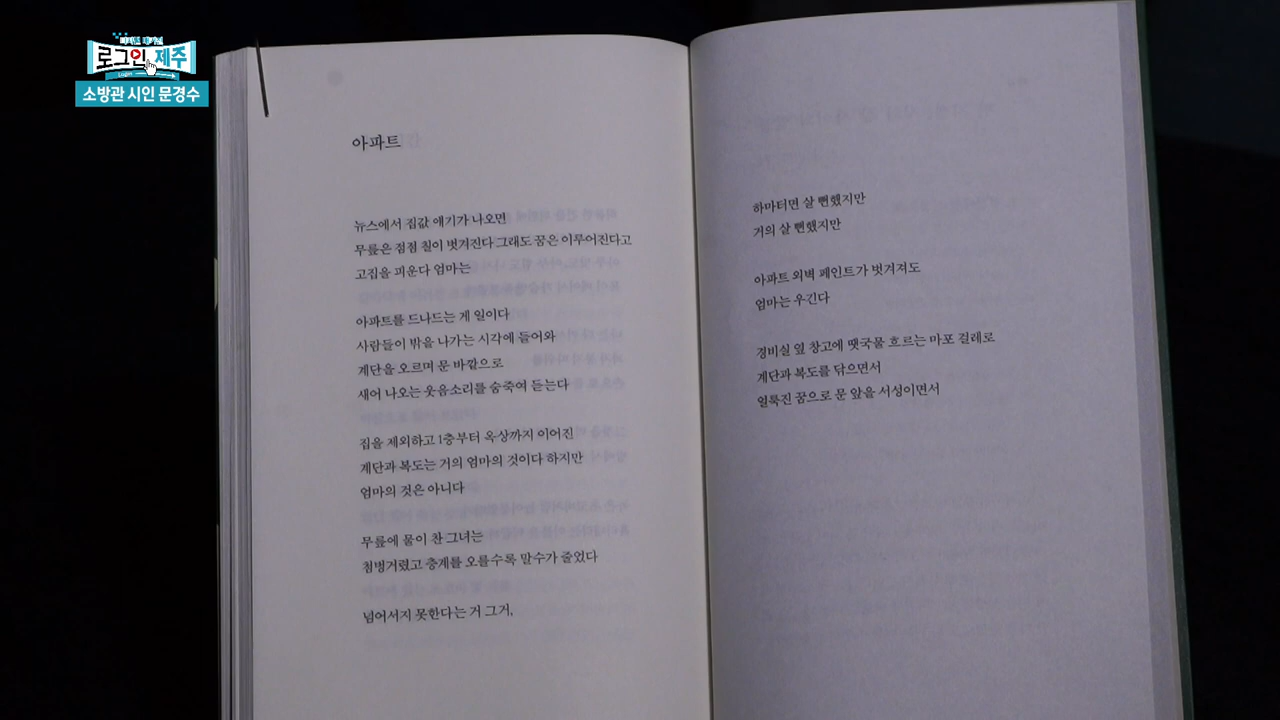 로그인 제주
Login
소방관 시인 문경수
아파트
뉴스에서 집값 얘기가 나오면
무릎은 점점 칠이 벗겨진다 그래도 꿈은 이루어진다고
고집을 피운다 엄마는
아파트를 드나드는 게 일이다
사람들이 밖을 나가는 시각에 들어와
계단을 오르며 문 바깥으로
새어 나오는 웃음소리를 숨죽여 듣는다
집을 제외하고 1층부터 옥상까지 이어진
계단과 복도는 거의 엄마의 것이다 하지만
엄마의 것은 아니다
무릎에 물이 찬 그녀는
첨벙거렸고 층계를 오를수록 말수가 줄었다
넘어서지 못한다는 거 그거,
하마터면 살 뻔했지만
거의 살 뻔했지만
아파트 외벽 페인트가 벗겨져도
엄마는 우긴다
경비실 옆 창고에 땟국물 흐르는 마포 걸레로
계단과 복도를 닦으면서
얼룩진 꿈으로 문 앞을 서성이면서